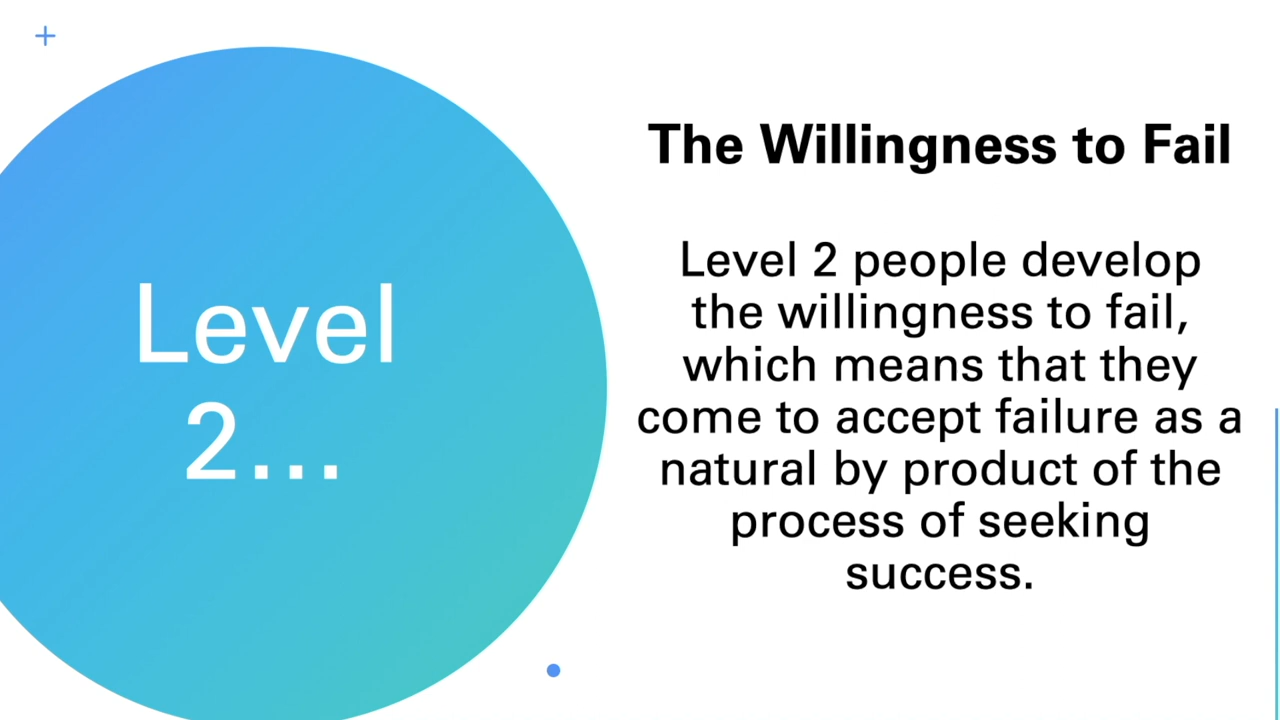 Level
2...
The Willingness to Fail
Level 2 people develop
the willingness to fail,
which means that they
come to accept failure as a
natural by product of the
process of seeking
success.